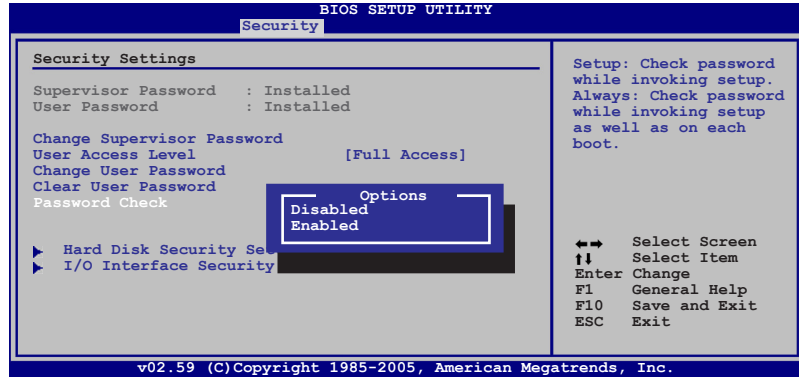 BIOS SETUP UTILITY
Security
Security Settings
Supervisor Password : Installed
User Password : Installed
Change Supervisor Password
User Access Level [Full Access]
Change User Password
Clear User Password
Password Check
Options
Disabled
Enabled
Hard Disk Security Se
I/O Interface Security
Setup: Check password
while invoking setup.
Always: Check password
while invoking setup
as well as on each
boot.
←→ Select Screen
↑↓ Select Item
Enter Change
F1 General Help
F10 Save and Exit
ESC Exit
v02.59 (C)Copyright 1985-2005, American Megatrends, Inc.